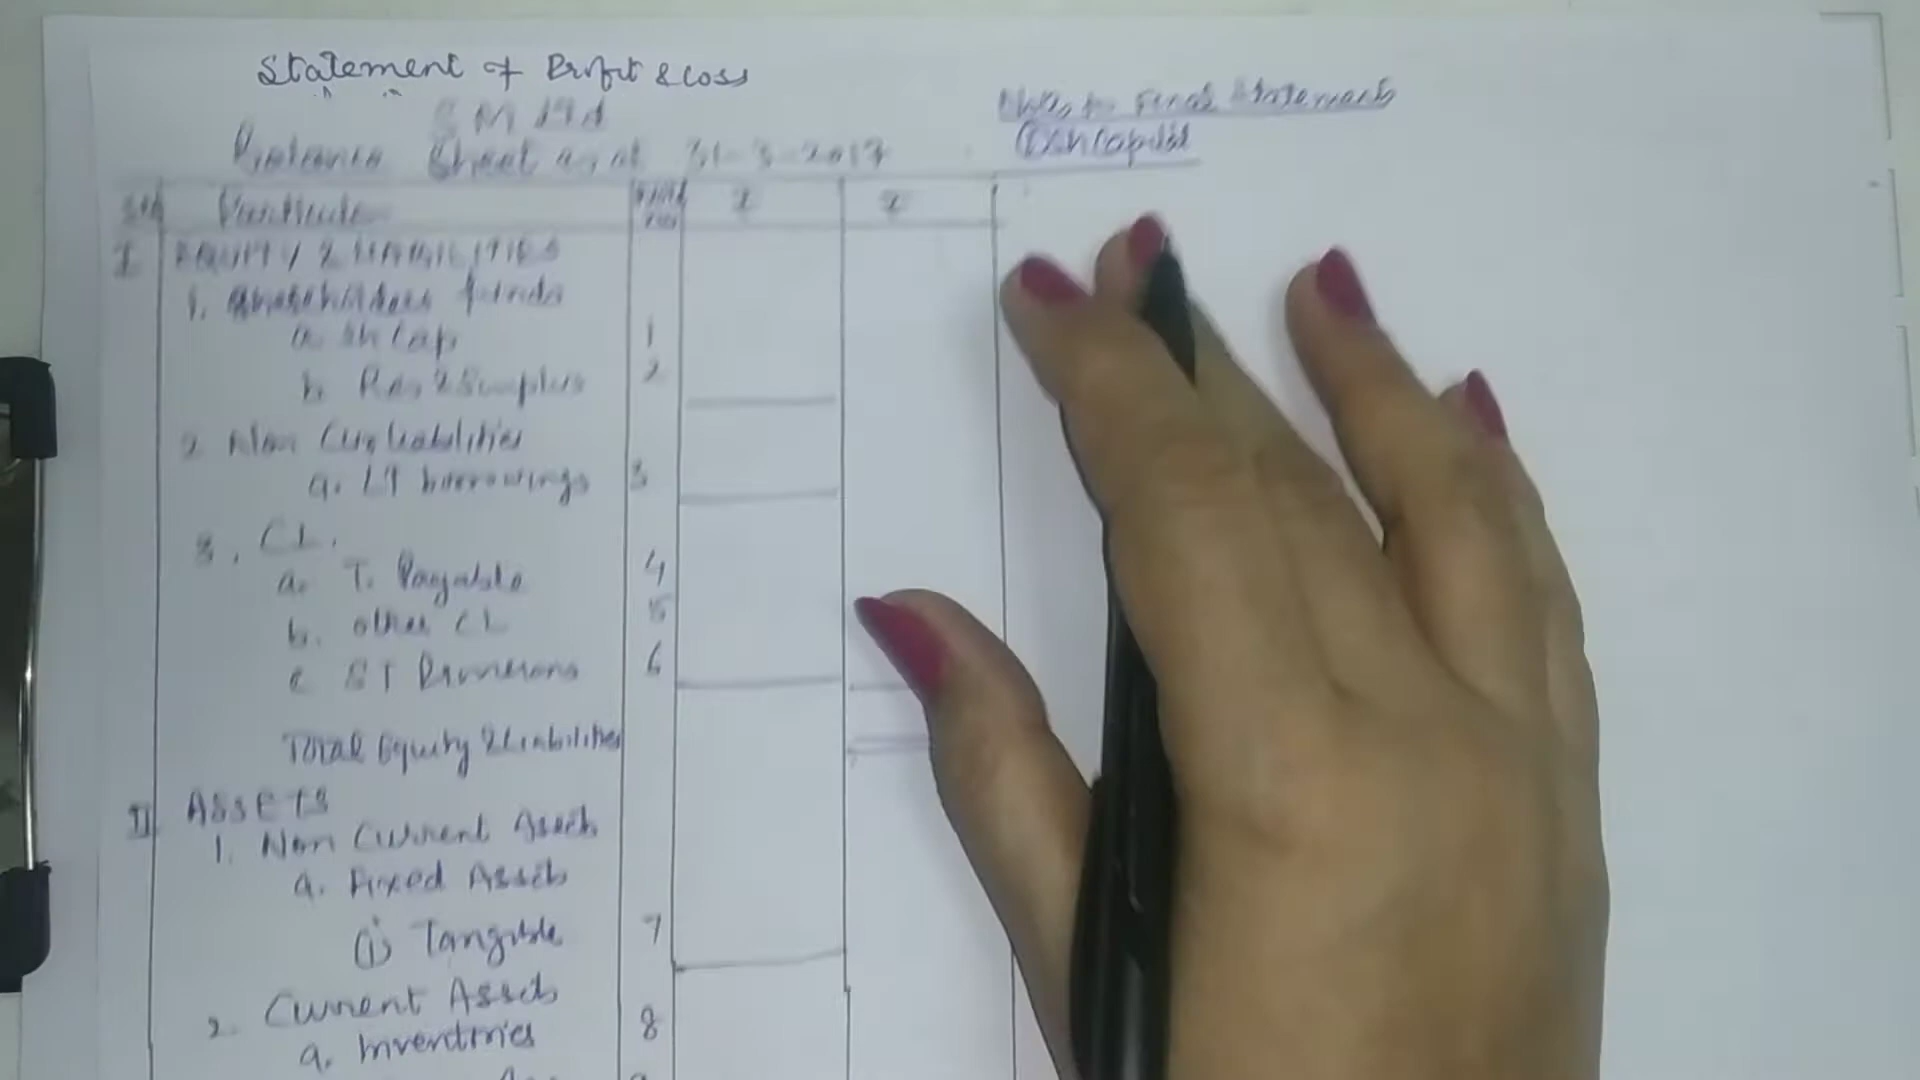 Statement of Profit & Loss
Balance Sheet as at 31-3-2017
Notes to Statements
① Sh Capital
Particulars
I EQUITY & LIABILITIES
1. Shareholders funds
a. Sh Cap 1
b. Res & Surplus 2
2 Non Cur Liabilities
a. LT borrowings 3
3. CL.
a. T. Payable 4
b. other CL 5
c ST Provisions 6
Total Equity & Liabilities
II ASSETS
1. Non Current Assets
a. Fixed Assets
(i) Tangible 7
2. Current Assets
a. Inventories 8